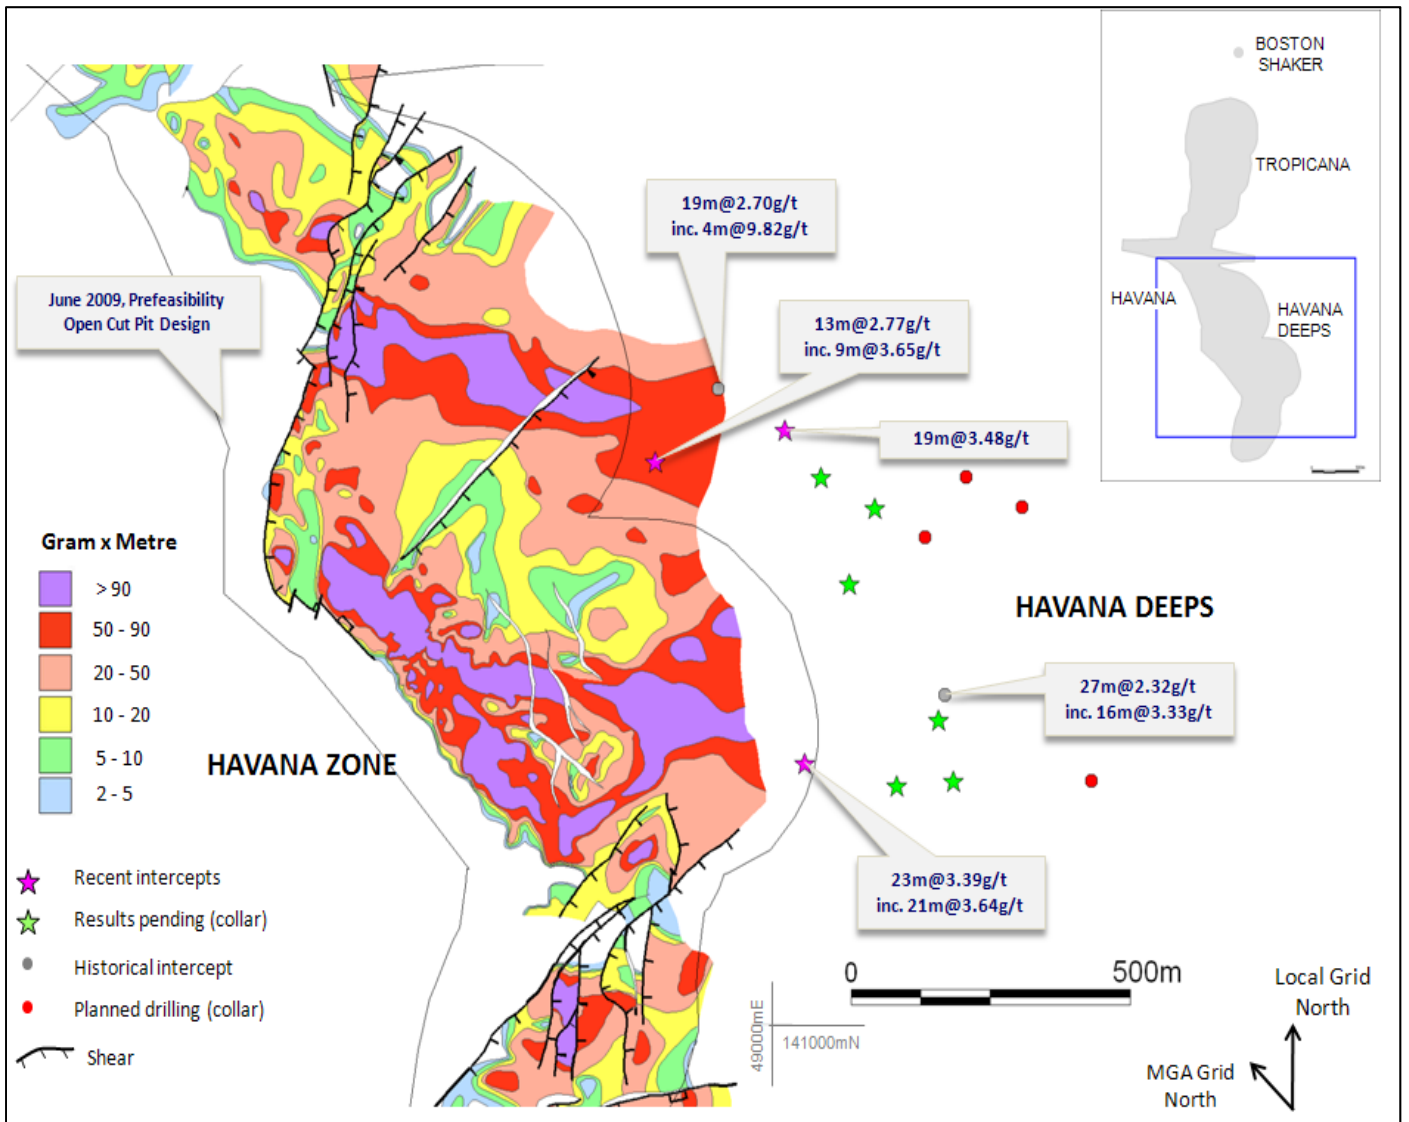 BOSTON
SHAKER
TROPICANA
HAVANA
HAVANA
DEEPS
19m@2.70g/t
inc. 4m@9.82g/t
June 2009, Prefeasibility
Open Cut Pit Design
13m@2.77g/t
inc. 9m@3.65g/t
19m@3.48g/t
Gram x Metre
> 90
50 - 90
20 - 50
10 - 20
5 - 10
2 - 5
HAVANA DEEPS
27m@2.32g/t
inc. 16m@3.33g/t
HAVANA ZONE
23m@3.39g/t
inc. 21m@3.64g/t
Recent intercepts
Results pending (collar)
Historical intercept
Planned drilling (collar)
Shear
0 500m
49000mE
141000mN
Local Grid
North
MGA Grid
North